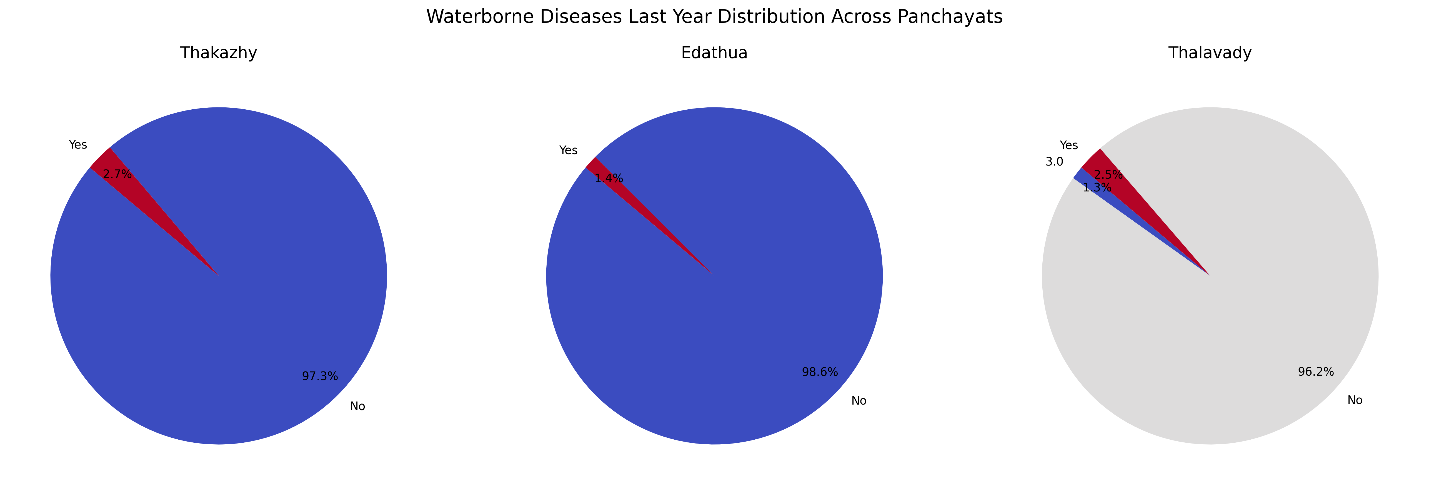 Waterborne Diseases Last Year Distribution Across Panchayats
Thakazhy
Yes
2.7%
97.3%
No
Edathua
Yes
1.4%
98.6%
No
Thalavady
Yes
3.0
2.5%
1.3%
96.2%
No